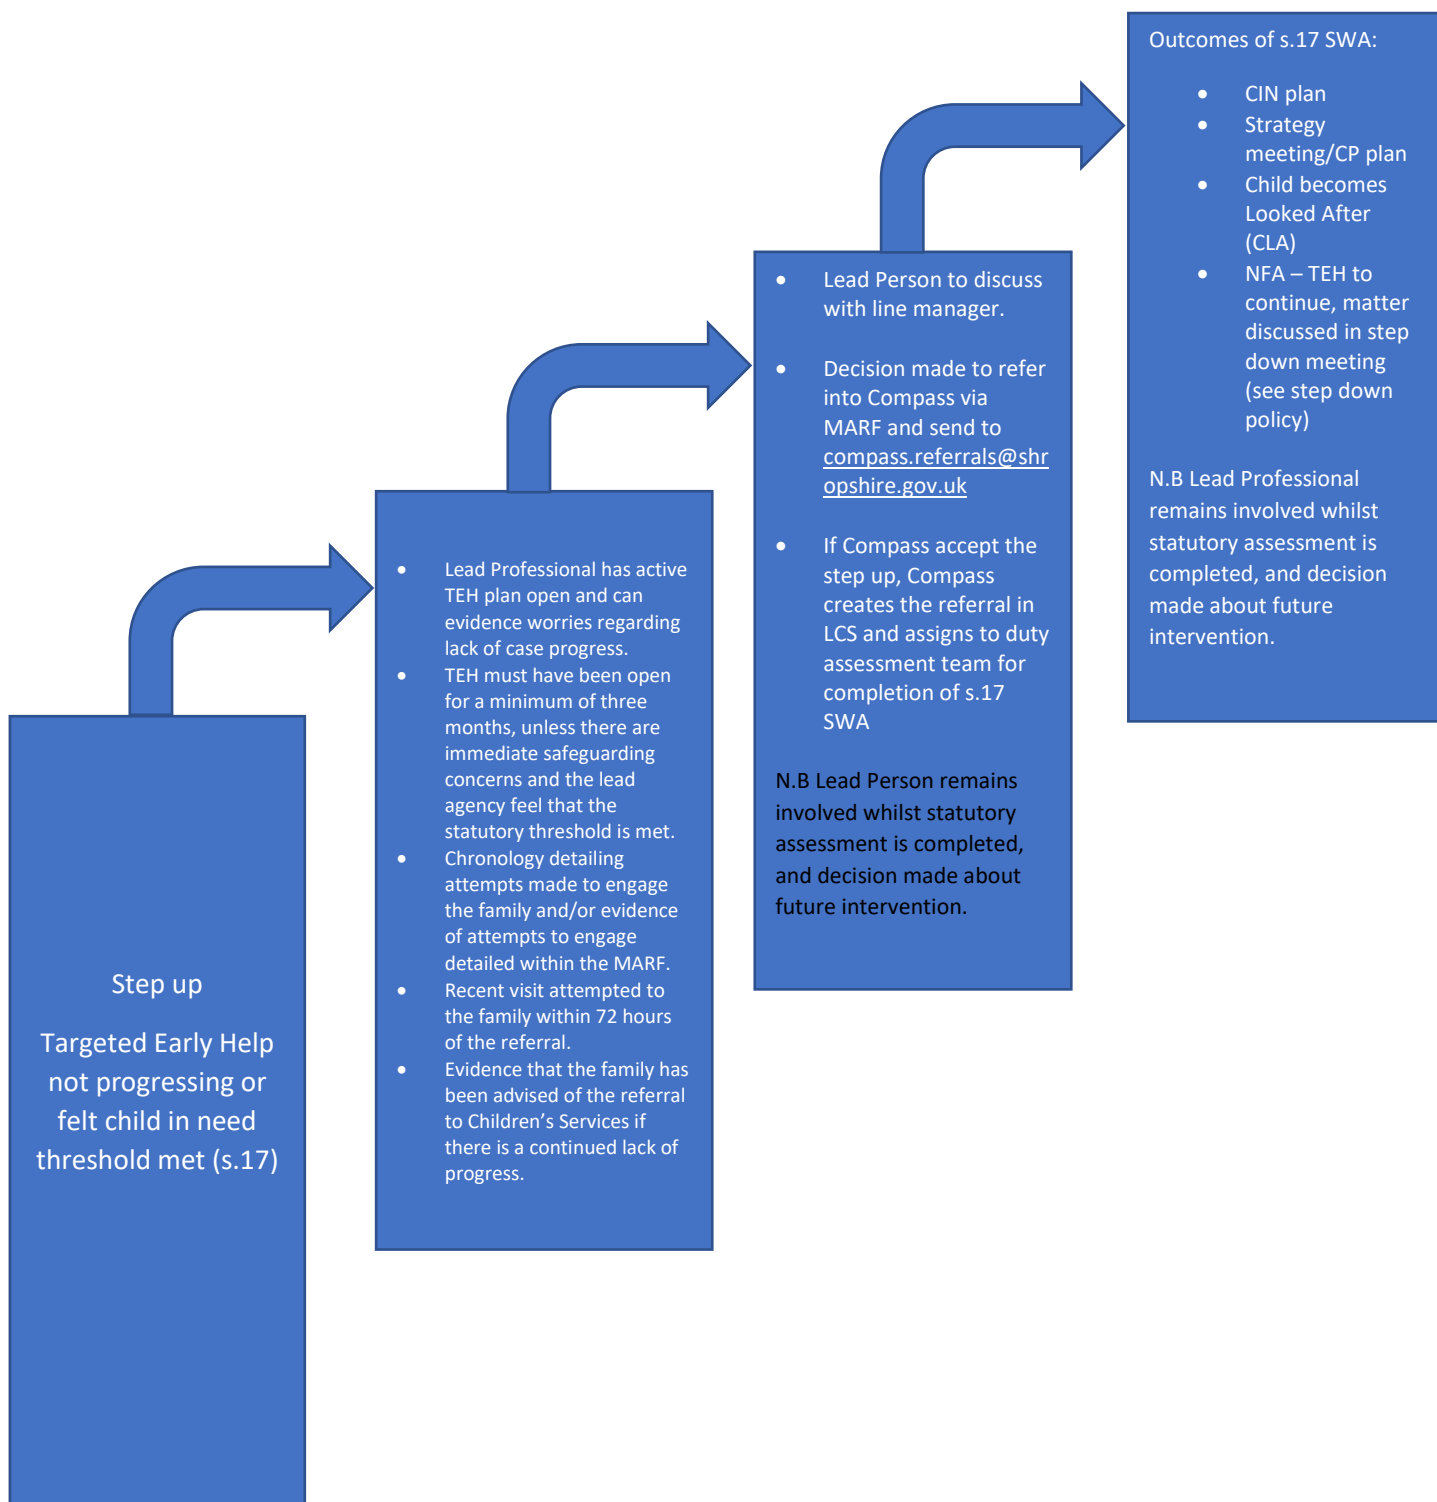 Step up
Targeted Early Help
not progressing or
felt child in need
threshold met (s.17)
• Lead Professional has active
TEH plan open and can
evidence worries regarding
lack of case progress.
• TEH must have been open
for a minimum of three
months, unless there are
immediate safeguarding
concerns and the lead
agency feel that the
statutory threshold is met.
• Chronology detailing
attempts made to engage
the family and/or evidence
of attempts to engage
detailed within the MARF.
• Recent visit attempted to
the family within 72 hours
of the referral.
• Evidence that the family has
been advised of the referral
to Children’s Services if
there is a continued lack of
progress.
• Lead Person to discuss
with line manager.
• Decision made to refer
into Compass via
MARF and send to
compass.referrals@shr
opshire.gov.uk
• If Compass accept the
step up, Compass
creates the referral in
LCS and assigns to duty
assessment team for
completion of s.17
SWA
N.B Lead Person remains
involved whilst statutory
assessment is completed,
and decision made about
future intervention.
Outcomes of s.17 SWA:
• CIN plan
• Strategy
meeting/CP plan
• Child becomes
Looked After
(CLA)
• NFA – TEH to
continue, matter
discussed in step
down meeting
(see step down
policy)
N.B Lead Professional
remains involved whilst
statutory assessment is
completed, and decision
made about future
intervention.